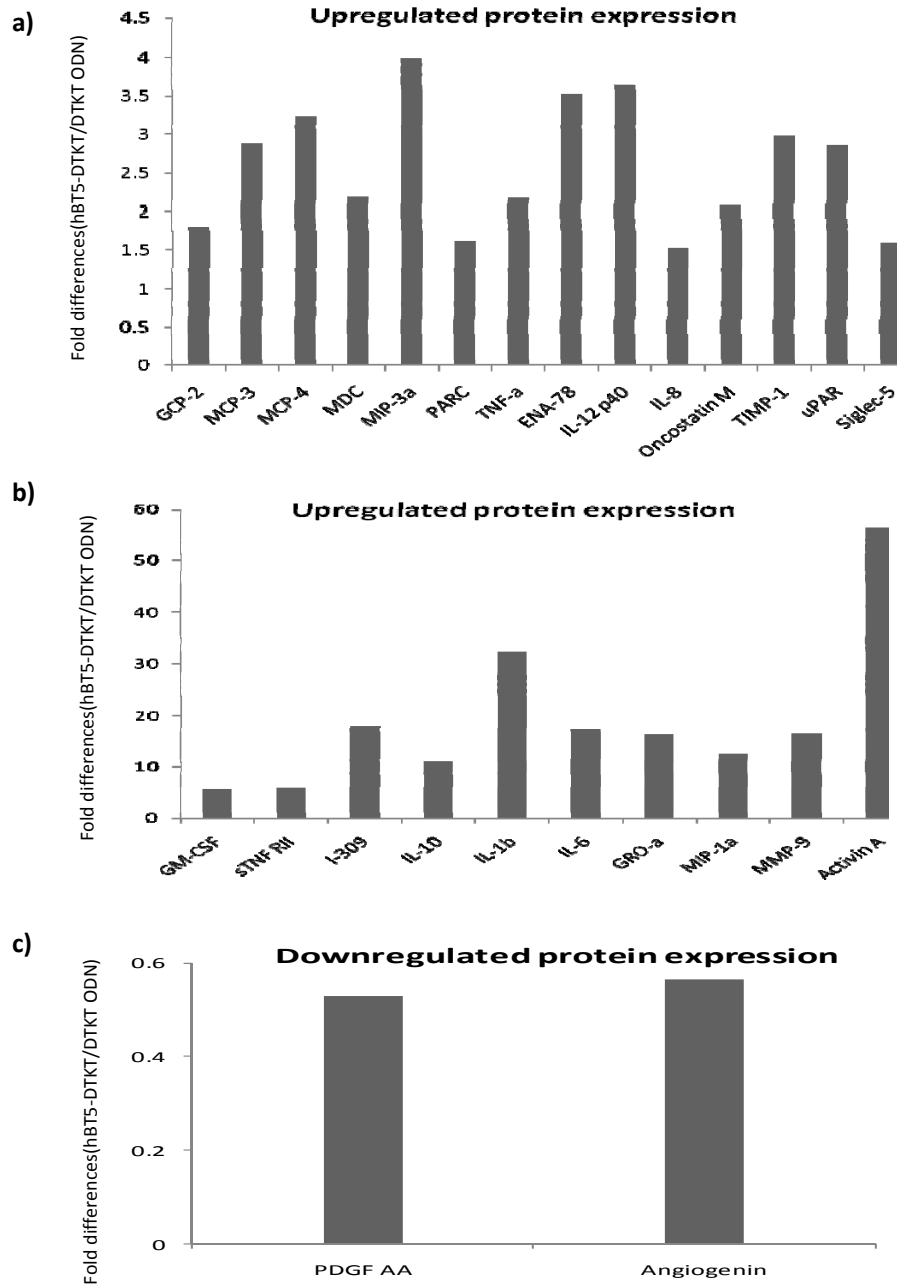 a)
Upregulated protein expression
Fold differences(hBT5-DTKT/DTKT ODN)
4.5
4
3.5
3
2.5
2
1.5
1
0.5
0
GCP-2
MCP-3
MCP-4
MDC
MIP-3a
PARC
TNF-a
ENA-78
IL-12 p40
IL-8
Oncostatin M
TIMP-1
uPAR
Siglec-5
b)
Upregulated protein expression
Fold differences(hBT5-DTKT/DTKT ODN)
60
50
40
30
20
10
0
GM-CSF
sTNF RII
I-309
IL-10
IL-1b
IL-6
GRO-a
MIP-1a
MMP-9
Activin A
c)
Downregulated protein expression
Fold differences(hBT5-DTKT/DTKT ODN)
0.6
0.4
0.2
0
PDGF AA
Angiogenin